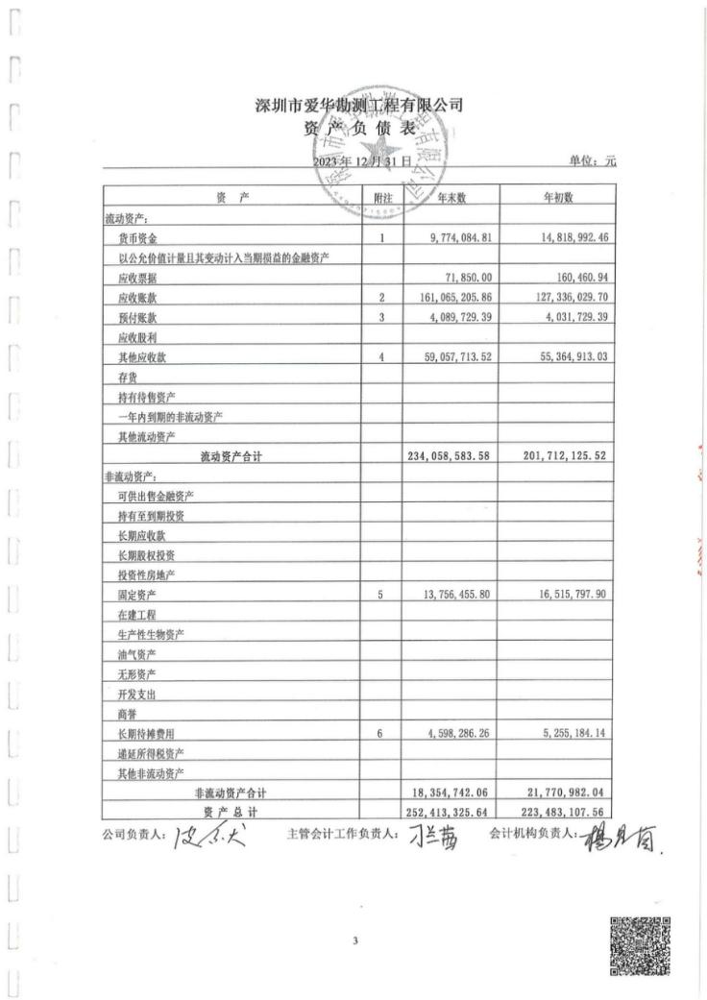 深圳市爱华勘测工程有限公司
资产负债表
2023年12月31日 单位：元
资 产 附注 年末数 年初数
流动资产：
货币资金 1 9,774,084.81 14,818,992.46
以公允价值计量且其变动计入当期损益的金融资产
应收票据 71,850.00 160,460.94
应收账款 2 161,065,205.86 127,336,029.70
预付账款 3 4,089,729.39 4,031,729.39
应收股利
其他应收款 4 59,057,713.52 55,364,913.03
存货
持有待售资产
一年内到期的非流动资产
其他流动资产
流动资产合计 234,058,583.58 201,712,125.52
非流动资产：
可供出售金融资产
持有至到期投资
长期应收款
长期股权投资
投资性房地产
固定资产 5 13,756,455.80 16,515,797.90
在建工程
生产性生物资产
油气资产
无形资产
开发支出
商誉
长期待摊费用 6 4,598,286.26 5,255,184.14
递延所得税资产
其他非流动资产
非流动资产合计 18,354,742.06 21,770,982.04
资产总计 252,413,325.64 223,483,107.56
公司负责人： 主管会计工作负责人： 会计机构负责人：
3